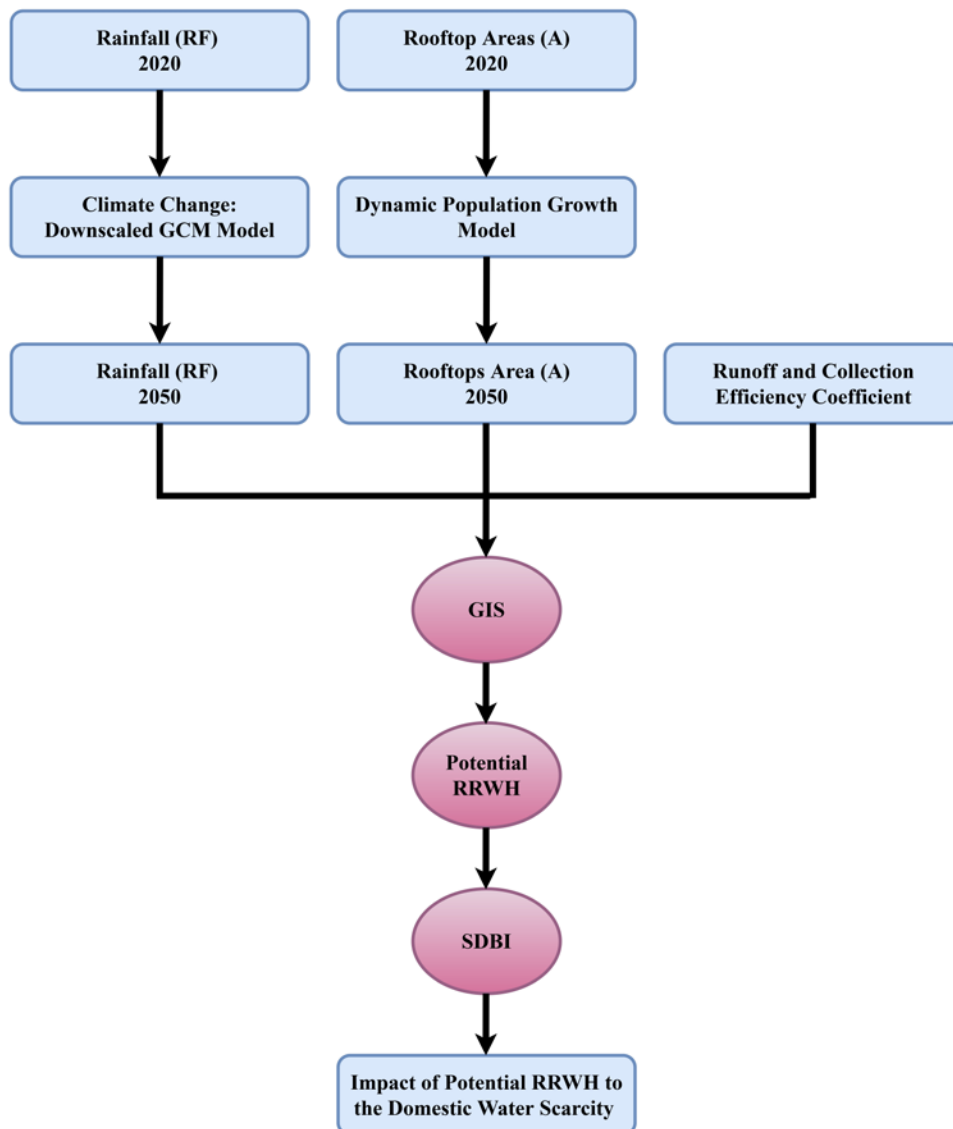 Rainfall (RF)
2020
Rooftop Areas (A)
2020
Climate Change:
Downscaled GCM Model
Dynamic Population Growth
Model
Rainfall (RF)
2050
Rooftops Area (A)
2050
Runoff and Collection
Efficiency Coefficient
GIS
Potential
RRWH
SDBI
Impact of Potential RRWH to
the Domestic Water Scarcity